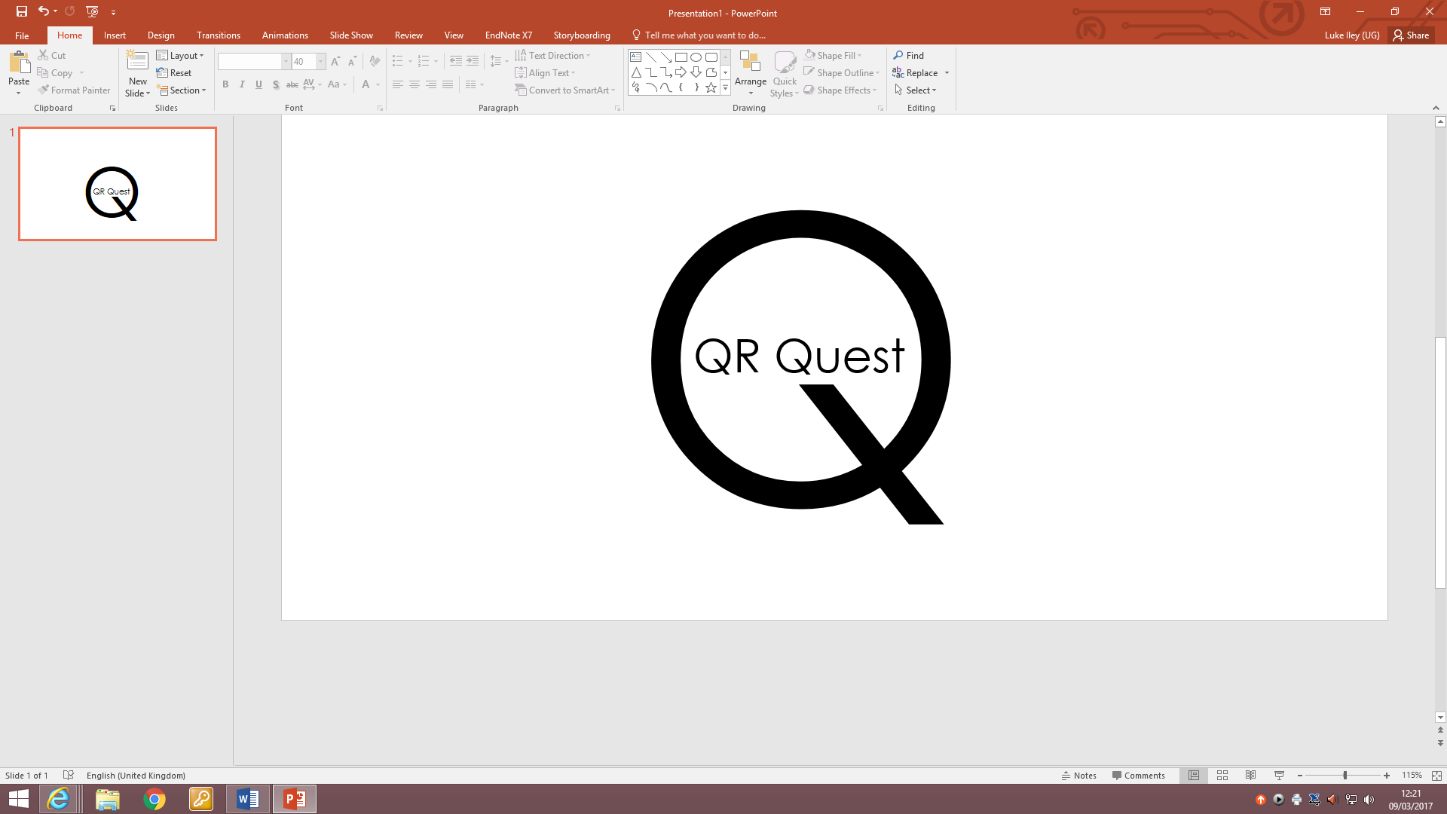 Presentation1 - PowerPoint
File Home Insert Design Transitions Animations Slide Show Review View EndNote X7 Storyboarding Tell me what you want to do... Luke Iley (UG) Share
Paste
Cut
Copy
Format Painter
Clipboard
New Slide
Layout
Reset
Section
Slides
40
B I U S abc AV Aa A
Font
Text Direction
Align Text
Convert to SmartArt
Paragraph
Arrange
Quick Styles
Shape Fill
Shape Outline
Shape Effects
Drawing
Find
Replace
Select
Editing
1
QR Quest
Q
QR Quest
Q
Slide 1 of 1 English (United Kingdom) Notes Comments 115%
12:21
09/03/2017